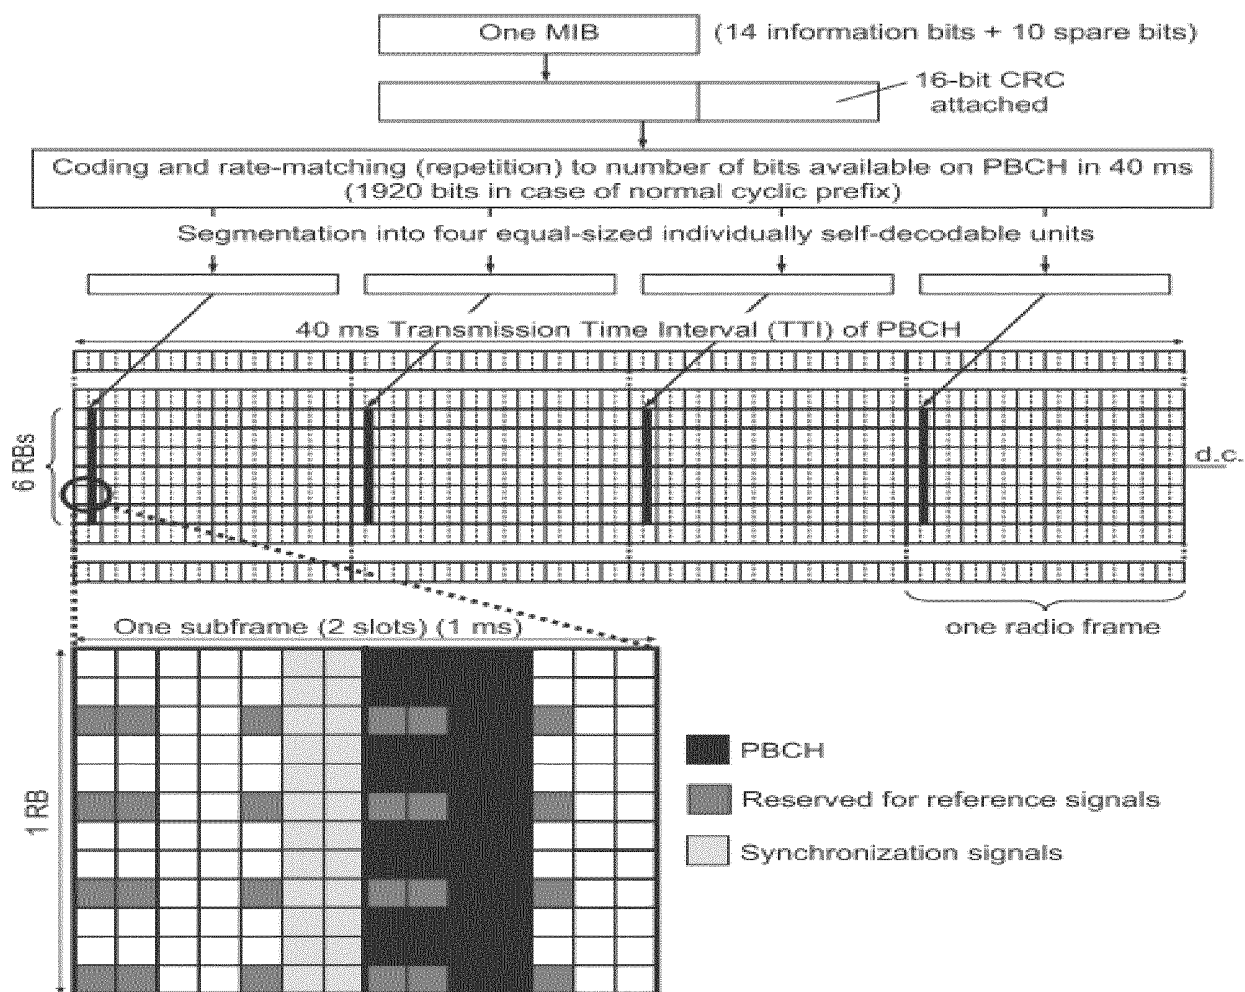 One MIB
(14 information bits + 10 spare bits)
16-bit CRC
attached
Coding and rate-matching (repetition) to number of bits available on PBCH in 40 ms
(1920 bits in case of normal cyclic prefix)
Segmentation into four equal-sized individually self-decodable units
40 ms Transmission Time Interval (TTI) of PBCH
6 RBs
d.c.
One subframe (2 slots) (1 ms)
one radio frame
1 RB
PBCH
Reserved for reference signals
Synchronization signals